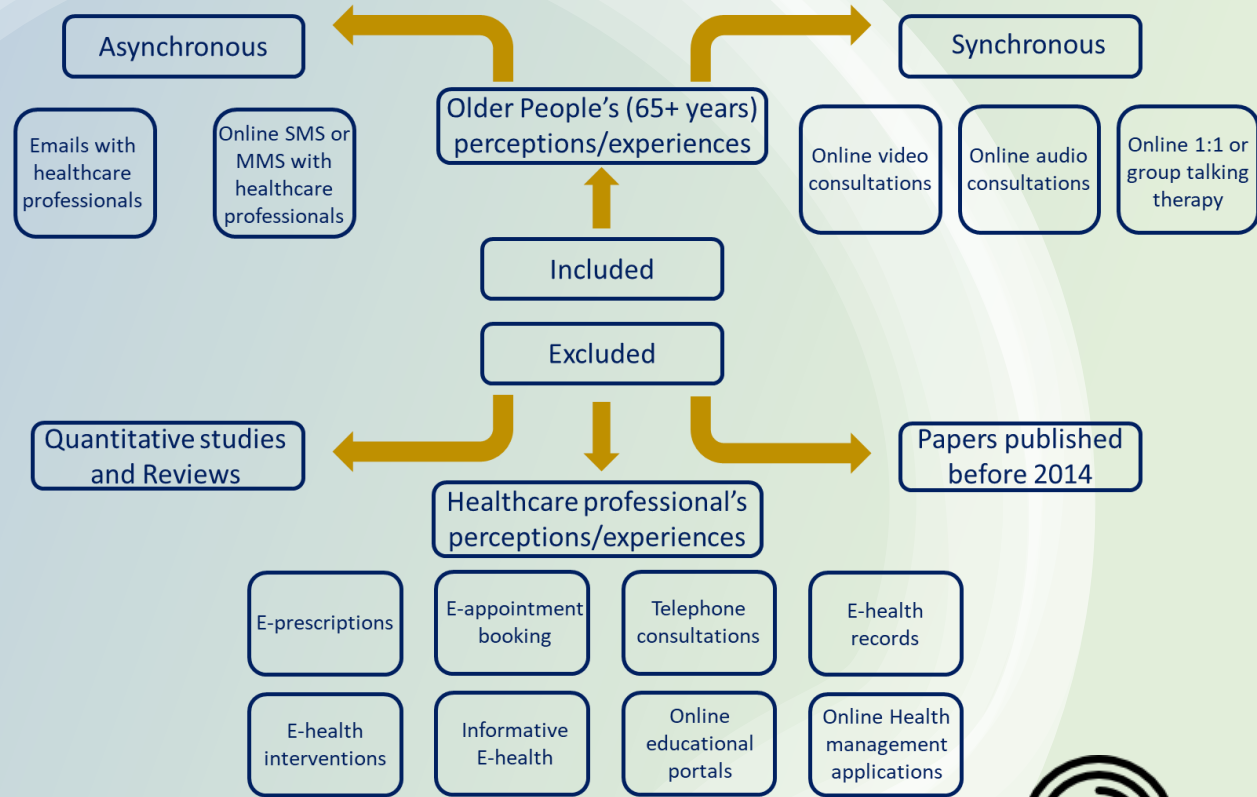 Asynchronous
Synchronous
Older People's (65+ years)
perceptions/experiences
Emails with
healthcare
professionals
Online SMS or
MMS with
healthcare
professionals
Online video
consultations
Online audio
consultations
Online 1:1 or
group talking
therapy
Included
Excluded
Quantitative studies
and Reviews
Papers published
before 2014
Healthcare professional's
perceptions/experiences
E-prescriptions
E-appointment
booking
Telephone
consultations
E-health
records
E-health
interventions
Informative
E-health
Online
educational
portals
Online Health
management
applications